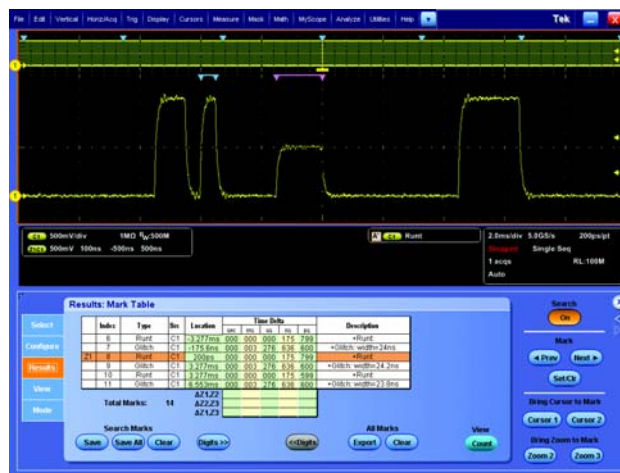 File Edit Vertical Horiz/Acq Trig Display Cursors Measure Mask Math MyScope Analyze Utilities Help Tek
C1 500mV/div 1MΩ 500M
Z1C1 500mV 100ns -500ns 500ns
A' C1 Runt
2.0ms/div 5.0GS/s 200ps/pt
Stopped Single Seq
1 acqs RL:100M
Auto
Results: Mark Table
Select
Configure
Results
View
Mode
Index Type Src Location Time Delta Description
sec ms us ns ps
6 Runt C1 -3.277ms 000 003 000 175 799 +Runt:
7 Glitch C1 000 003 276 636 600 +Glitch: width=24ns
Z1 8 Runt C1 200ps 000 000 000 175 799 +Runt:
9 Glitch C1 3.277ms 000 003 276 636 600 +Glitch: width=24.2ns
10 Runt C1 3.277ms 000 000 000 175 799 +Runt:
11 Glitch C1 6.553ms 000 003 276 636 600 +Glitch: width=23.8ns
Total Marks: 14
ΔZ1,Z2
ΔZ2,Z3
ΔZ1,Z3
Search Marks
Save Save All Clear Digits >> <<Digits
All Marks
Export Clear
View
Count
Search
On
Mark
Prev Next
Set/Clr
Bring Cursor to Mark
Cursor 1 Cursor 2
Bring Zoom to Mark
Zoom 2 Zoom 3